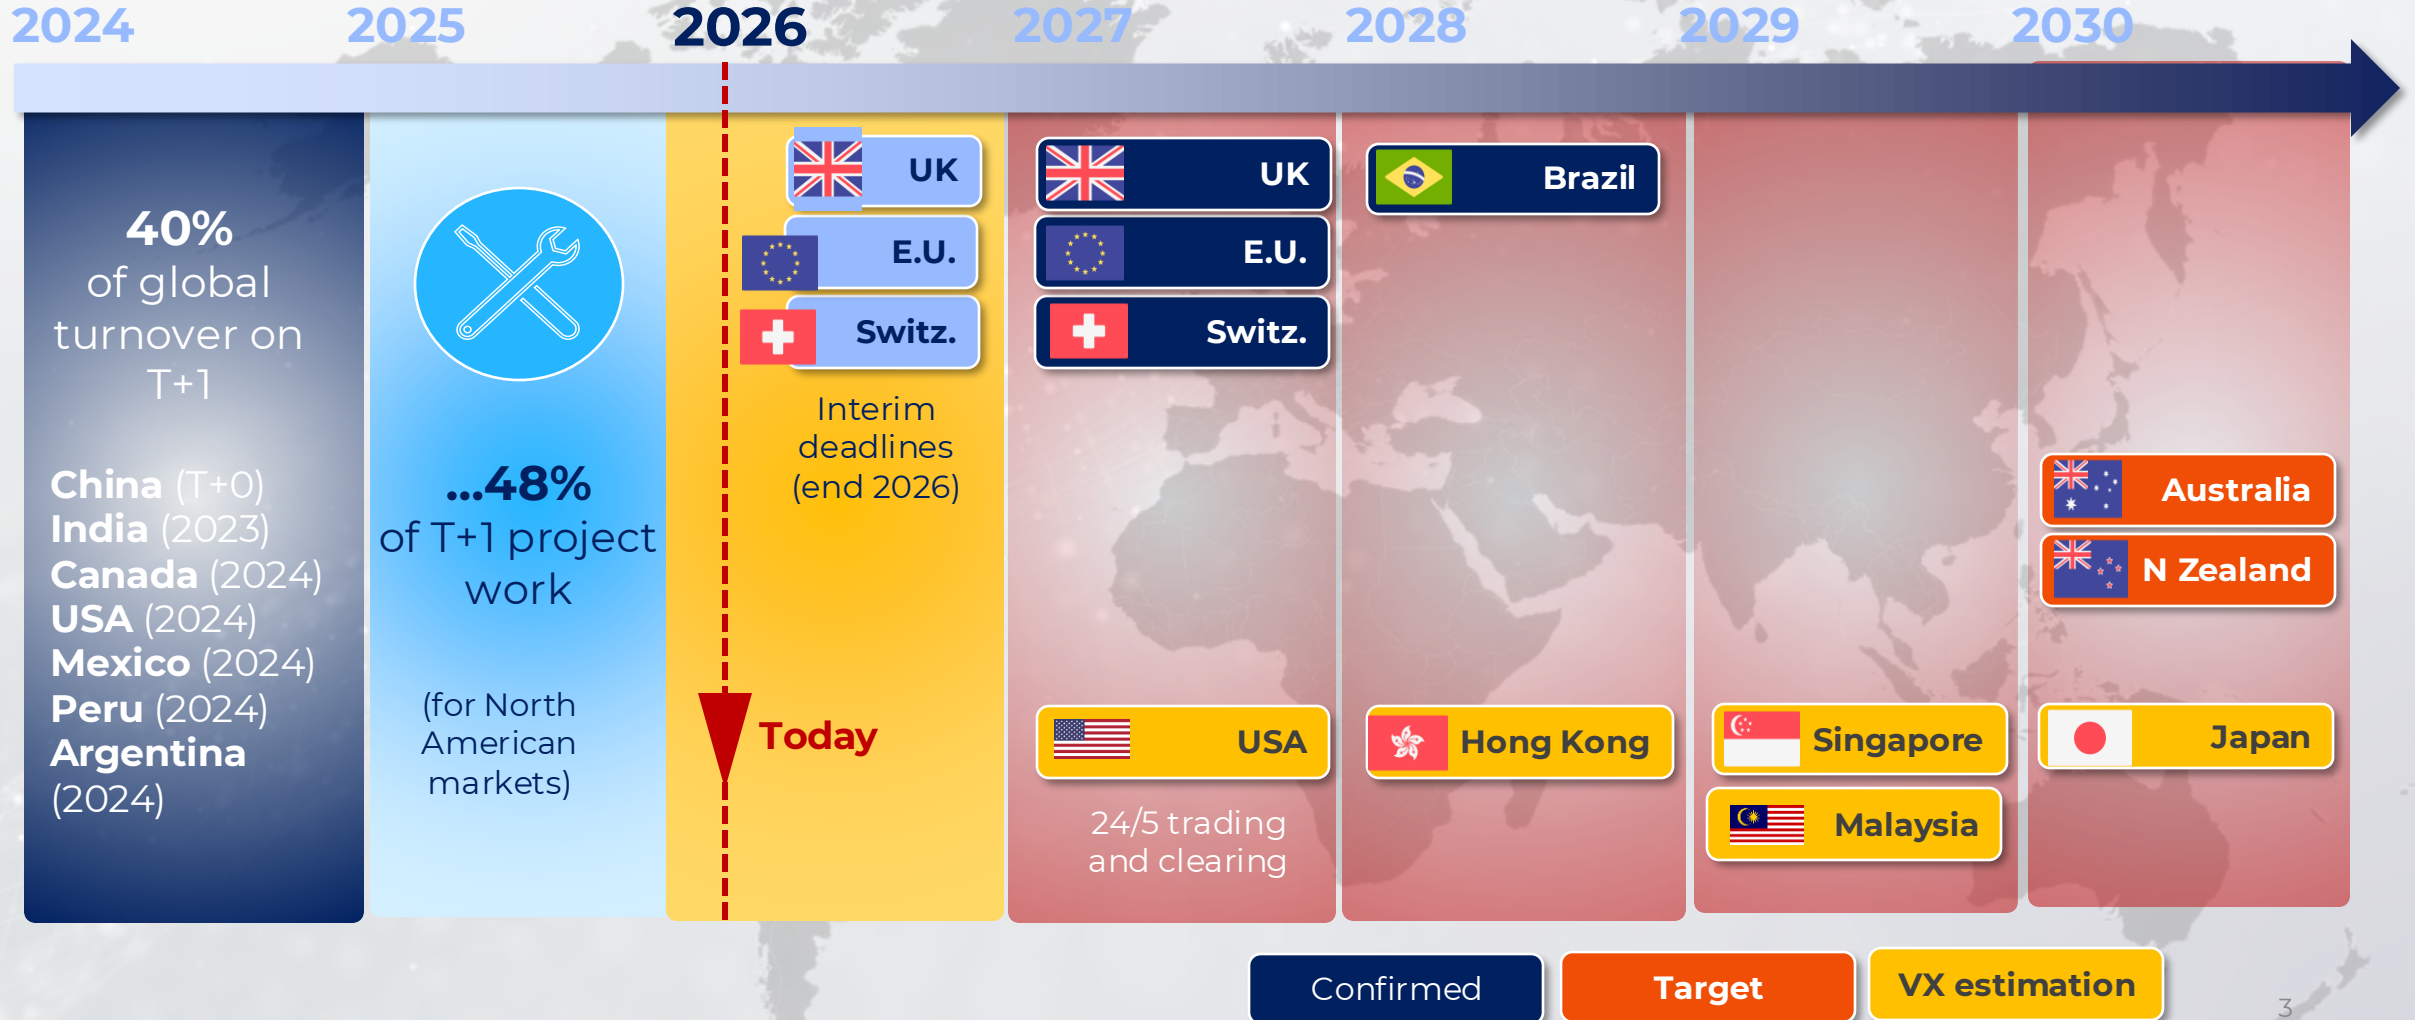 2024
2025
2026
2027
2028
2029
2030
40%
of global
turnover on
T+1
China (T+0)
India (2023)
Canada (2024)
USA (2024)
Mexico (2024)
Peru (2024)
Argentina
(2024)
...48%
of T+1 project
work
(for North
American
markets)
UK
E.U.
Switz.
Interim
deadlines
(end 2026)
Today
UK
E.U.
Switz.
USA
24/5 trading
and clearing
Brazil
Hong Kong
Singapore
Malaysia
Australia
N Zealand
Japan
Confirmed
Target
VX estimation
3